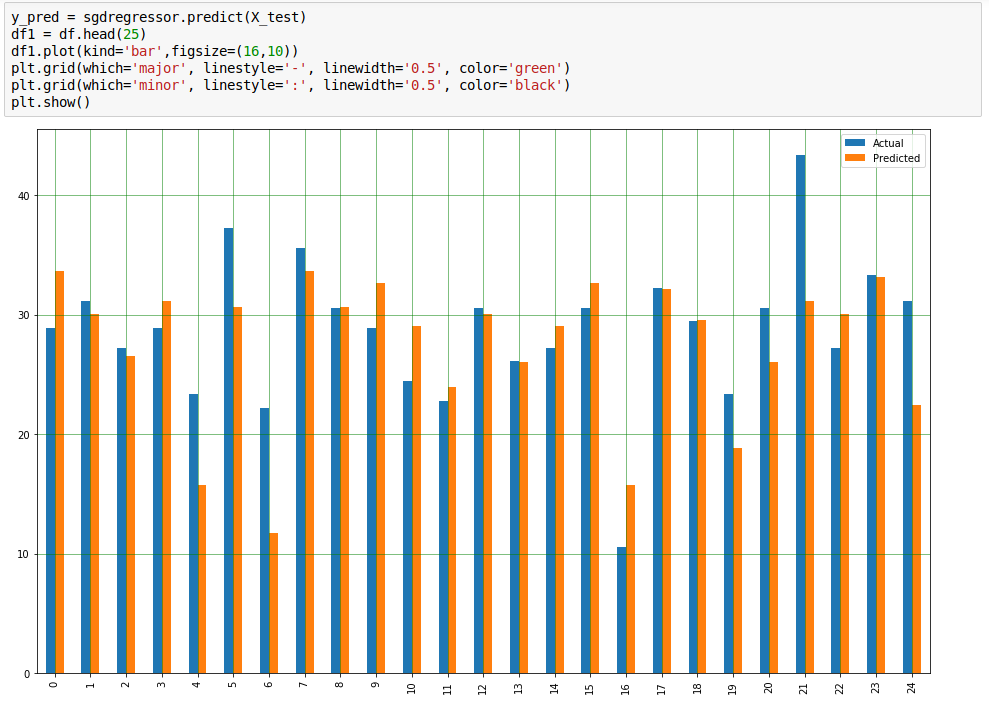 y_pred = sgdregressor.predict(X_test)
df1 = df.head(25)
df1.plot(kind='bar',figsize=(16,10))
plt.grid(which='major', linestyle='-', linewidth='0.5', color='green')
plt.grid(which='minor', linestyle=':', linewidth='0.5', color='black')
plt.show()
Actual
Predicted
40
30
20
10
0
0 1 2 3 4 5 6 7 8 9 10 11 12 13 14 15 16 17 18 19 20 21 22 23 24